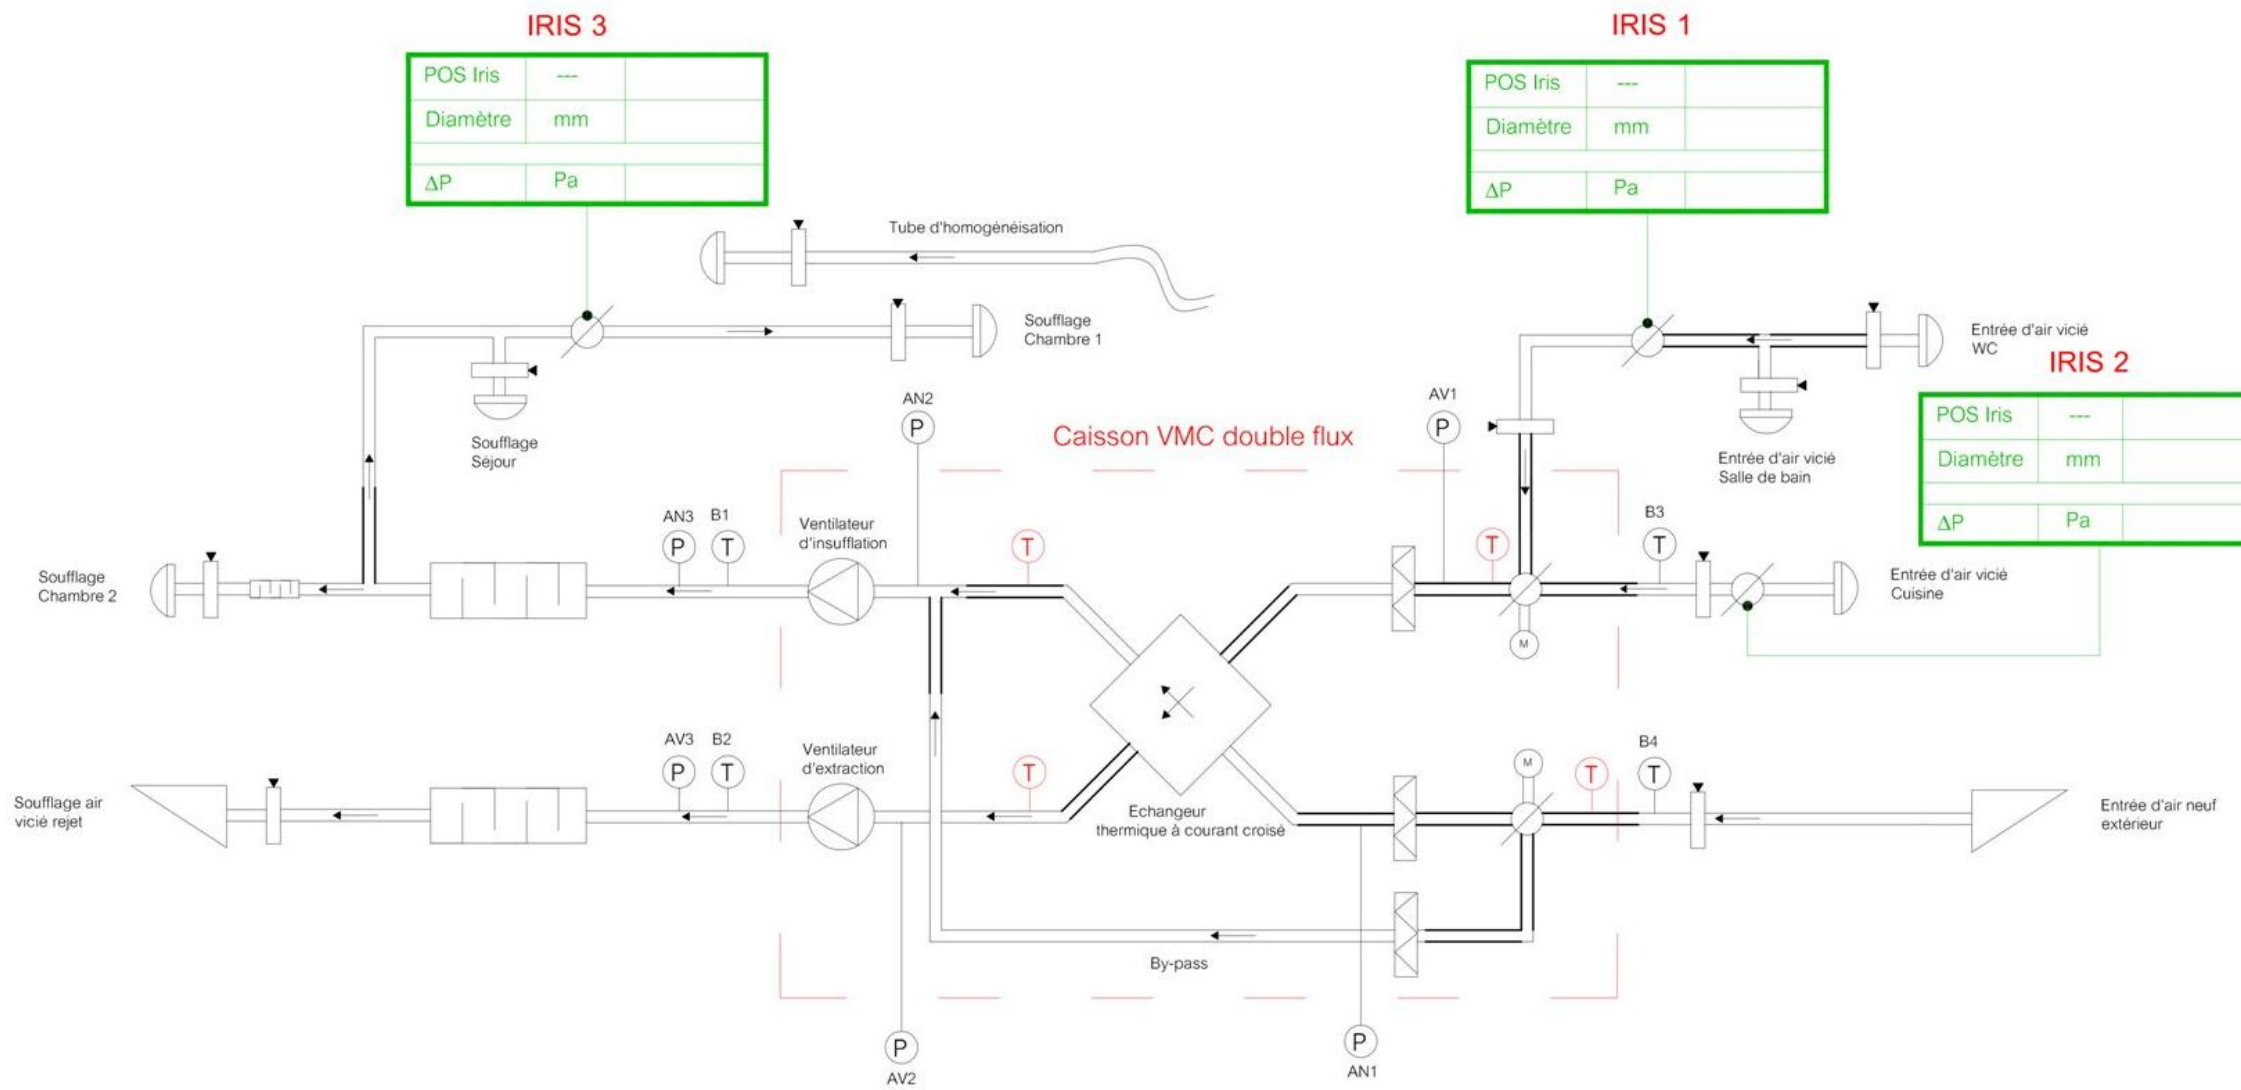 IRIS 3
IRIS 1
POS Iris ---
Diamètre mm
ΔP Pa
POS Iris ---
Diamètre mm
ΔP Pa
Tube d'homogénéisation
Soufflage
Chambre 1
Entrée d'air vicié
WC
IRIS 2
POS Iris ---
Diamètre mm
ΔP Pa
Soufflage
Séjour
AN2
P
Caisson VMC double flux
AV1
P
Entrée d'air vicié
Salle de bain
AN3
P
B1
T
Ventilateur
d'insufflation
T
T
B3
T
Soufflage
Chambre 2
Entrée d'air vicié
Cuisine
M
AV3
P
B2
T
Ventilateur
d'extraction
T
M
T
B4
T
Soufflage air
vicié rejet
Echangeur
thermique à courant croisé
Entrée d'air neuf
extérieur
By-pass
P
AV2
P
AN1